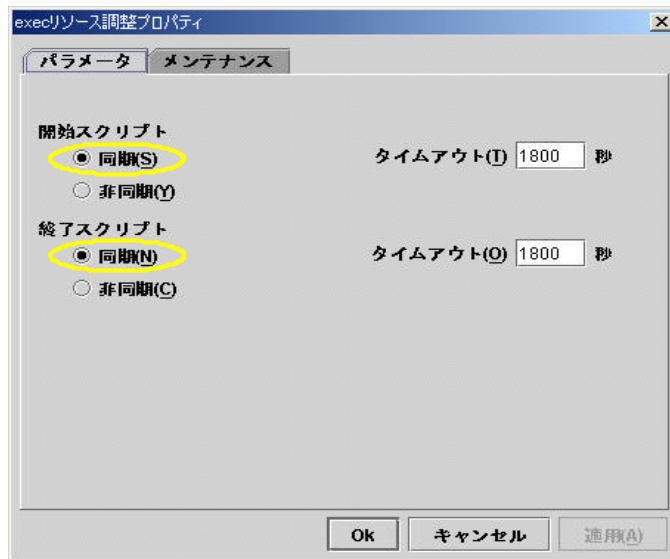 execリソース調整プロパティ
パラメータ メンテナンス
開始スクリプト
同期(S) タイムアウト(T) 1800 秒
非同期(Y)
終了スクリプト
同期(N) タイムアウト(O) 1800 秒
非同期(C)
Ok キャンセル 適用(A)